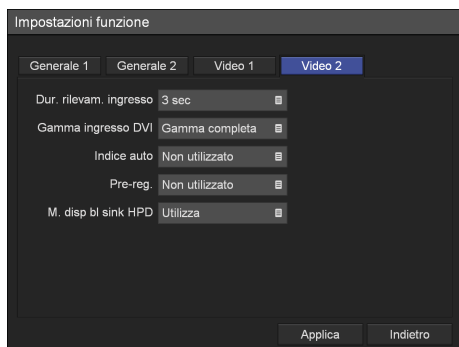 Impostazioni funzione
Generale 1 Generale 2 Video 1 Video 2
Dur. rilevam. ingresso 3 sec
Gamma ingresso DVI Gamma completa
Indice auto Non utilizzato
Pre-reg. Non utilizzato
M. disp bl sink HPD Utilizza
Applica Indietro